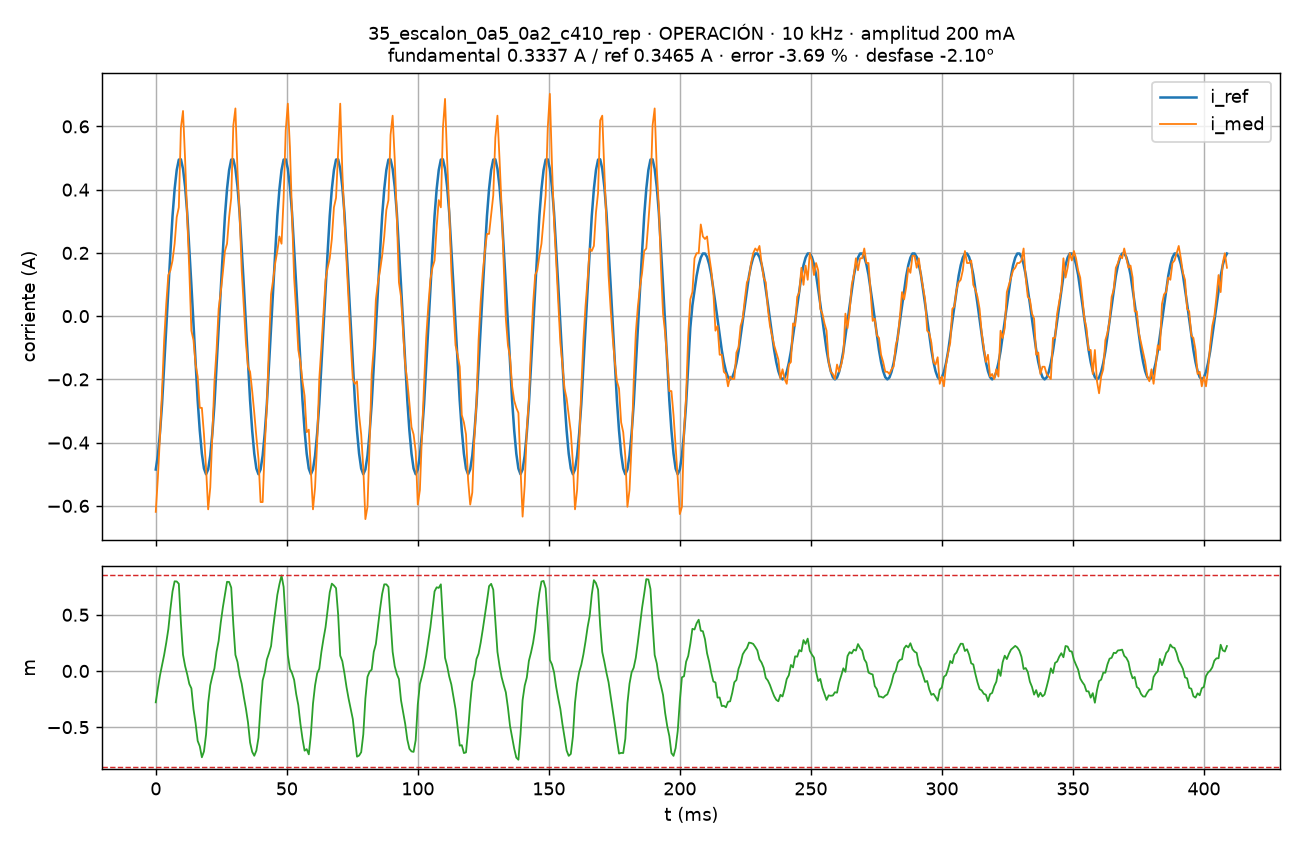 35_escalon_0a5_0a2_c410_rep · OPERACIÓN · 10 kHz · amplitud 200 mA
fundamental 0.3337 A / ref 0.3465 A · error -3.69 % · desfase -2.10°
i_ref
i_med
corriente (A)
0.6
0.4
0.2
0.0
−0.2
−0.4
−0.6
m
0.5
0.0
−0.5
0
50
100
150
200
250
300
350
400
t (ms)